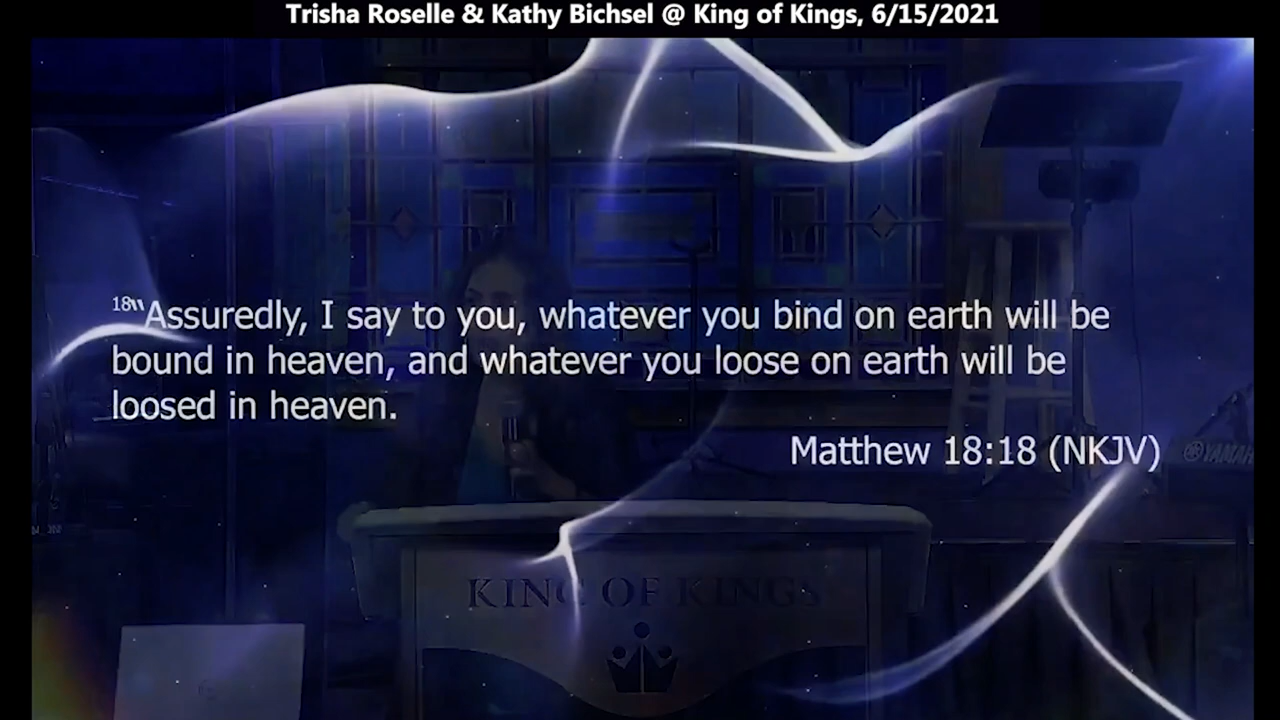 Trisha Roselle & Kathy Bichsel @ King of Kings, 6/15/2021
18"Assuredly, I say to you, whatever you bind on earth will be
bound in heaven, and whatever you loose on earth will be
loosed in heaven.
Matthew 18:18 (NKJV)
YAMAHA
KING OF KINGS